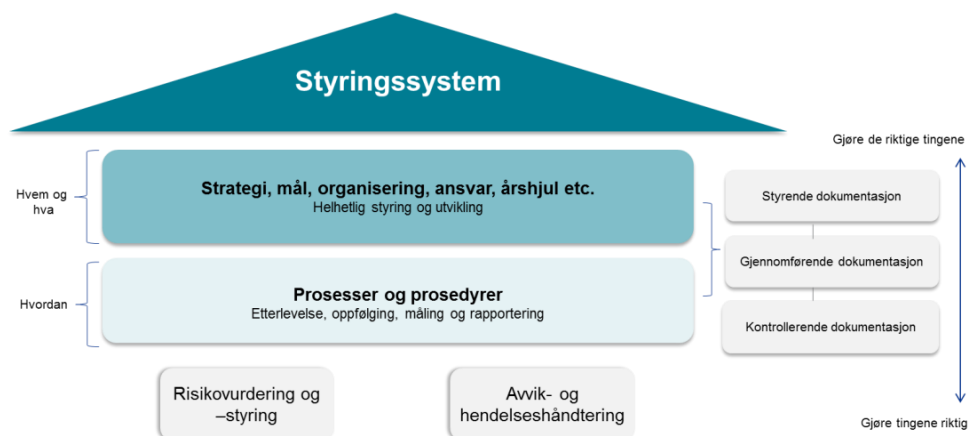 Styringssystem
Gjøre de riktige tingene
Hvem og
hva
Strategi, mål, organisering, ansvar, årshjul etc.
Helhetlig styring og utvikling
Styrende dokumentasjon
Gjennomførende dokumentasjon
Hvordan
Prosesser og prosedyrer
Etterlevelse, oppfølging, måling og rapportering
Kontrollerende dokumentasjon
Risikovurdering og
–styring
Avvik- og
hendelseshåndtering
Gjøre tingene riktig